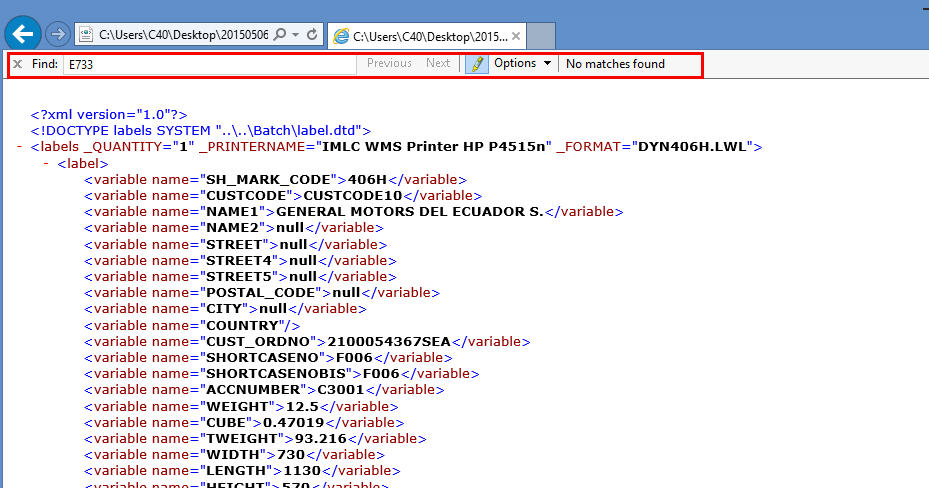 C:\Users\C40\Desktop\20150506
C:\Users\C40\Desktop\2015...
Find: E733 Previous Next Options No matches found
<?xml version="1.0"?>
<!DOCTYPE labels SYSTEM "..\..\Batch\label.dtd">
- <labels _QUANTITY="1" _PRINTERNAME="IMLC WMS Printer HP P4515n" _FORMAT="DYN406H.LWL">
- <label>
<variable name="SH_MARK_CODE">406H</variable>
<variable name="CUSTCODE">CUSTCODE10</variable>
<variable name="NAME1">GENERAL MOTORS DEL ECUADOR S.</variable>
<variable name="NAME2">null</variable>
<variable name="STREET">null</variable>
<variable name="STREET4">null</variable>
<variable name="STREET5">null</variable>
<variable name="POSTAL_CODE">null</variable>
<variable name="CITY">null</variable>
<variable name="COUNTRY"/>
<variable name="CUST_ORDNO">2100054367SEA</variable>
<variable name="SHORTCASENO">F006</variable>
<variable name="SHORTCASENOBIS">F006</variable>
<variable name="ACCNUMBER">C3001</variable>
<variable name="WEIGHT">12.5</variable>
<variable name="CUBE">0.47019</variable>
<variable name="TWEIGHT">93.216</variable>
<variable name="WIDTH">730</variable>
<variable name="LENGTH">1130</variable>
<variable name="HEIGHT">570</variable>